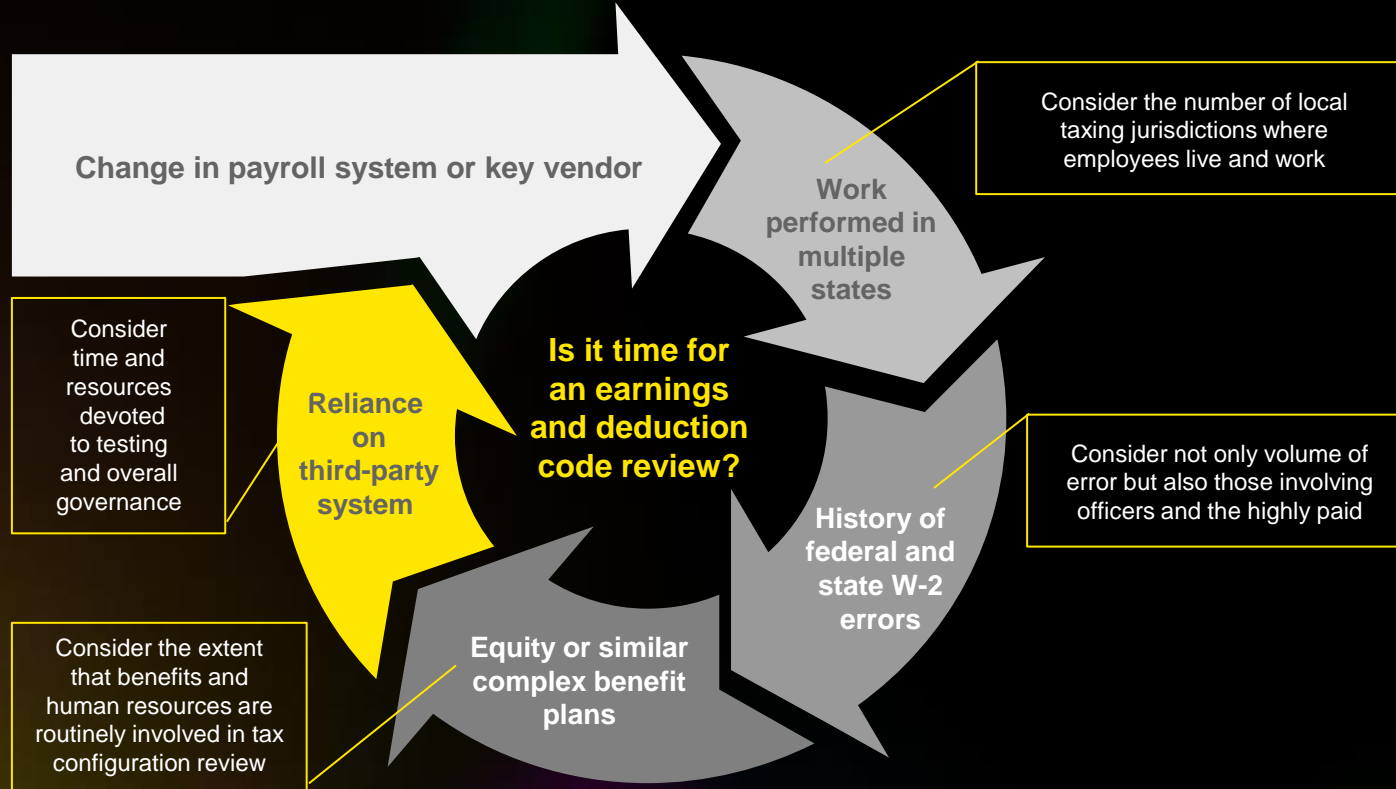 Change in payroll system or key vendor
Consider the number of local
taxing jurisdictions where
employees live and work
Work
performed in
multiple
states
Consider
time and
resources
devoted
to testing
and overall
governance
Reliance
on
third-party
system
Is it time for
an earnings
and deduction
code review?
Consider not only volume of
error but also those involving
officers and the highly paid
History of
federal and
state W-2
errors
Equity or similar
complex benefit
plans
Consider the extent
that benefits and
human resources are
routinely involved in tax
configuration review